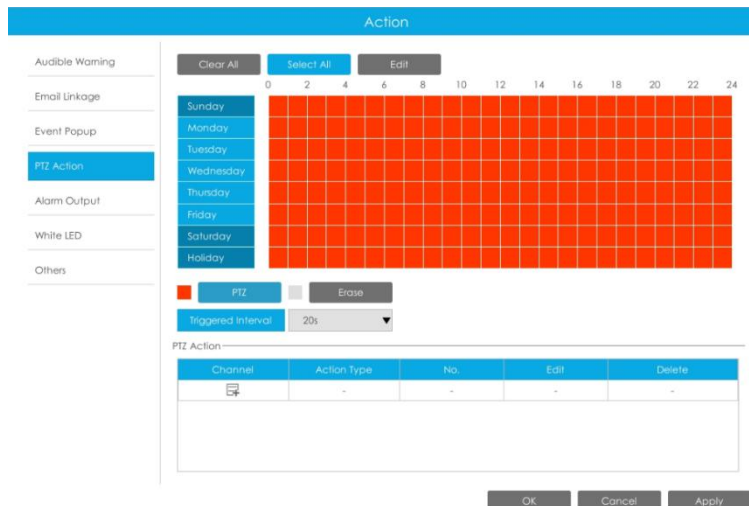 Action
Audible Warning
Email Linkage
Event Popup
PTZ Action
Alarm Output
White LED
Others
Clear All Select All Edit
0 2 4 6 8 10 12 14 16 18 20 22 24
Sunday
Monday
Tuesday
Wednesday
Thursday
Friday
Saturday
Holiday
PTZ Erase
Triggered Interval 20s
PTZ Action
Channel Action Type No. Edit Delete
- - - -
OK Cancel Apply